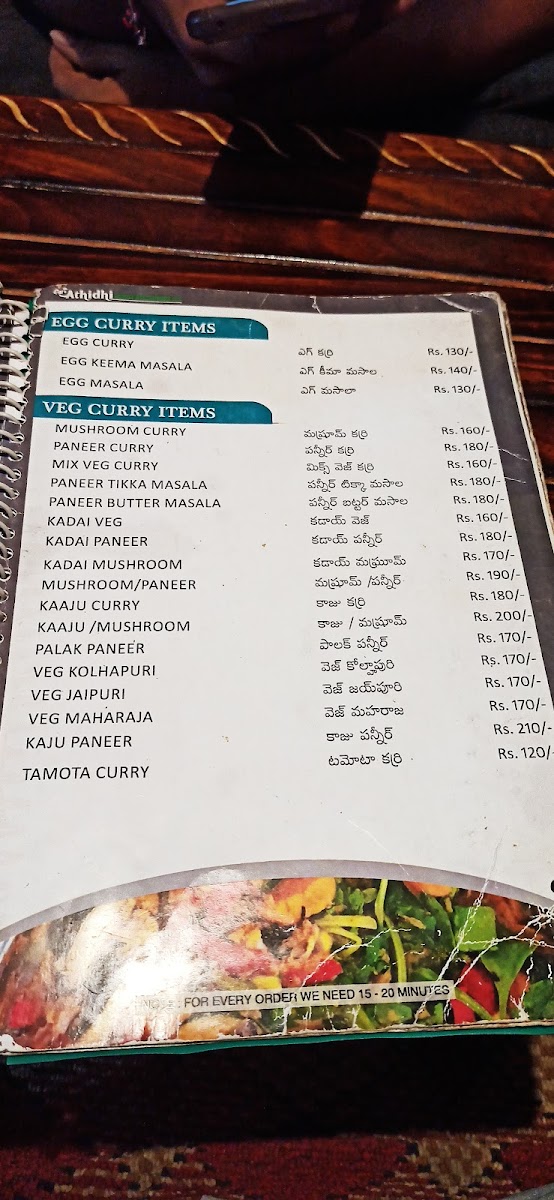 Athidhi
EGG CURRY ITEMS
EGG CURRY ఎగ్ కర్రి Rs. 130/-
EGG KEEMA MASALA ఎగ్ కీమా మసాల Rs. 140/-
EGG MASALA ఎగ్ మసాలా Rs. 130/-
VEG CURRY ITEMS
MUSHROOM CURRY మష్రూమ్ కర్రి Rs. 160/-
PANEER CURRY పన్నీర్ కర్రి Rs. 180/-
MIX VEG CURRY మిక్స్ వెజ్ కర్రి Rs. 160/-
PANEER TIKKA MASALA పన్నీర్ టిక్కా మసాల Rs. 180/-
PANEER BUTTER MASALA పన్నీర్ బట్టర్ మసాల Rs. 180/-
KADAI VEG కడాయ్ వెజ్ Rs. 160/-
KADAI PANEER కడాయ్ పన్నీర్ Rs. 180/-
KADAI MUSHROOM కడాయ్ మష్రూమ్ Rs. 170/-
MUSHROOM/PANEER మష్రూమ్ /పన్నీర్ Rs. 190/-
KAAJU CURRY కాజు కర్రి Rs. 180/-
KAAJU /MUSHROOM కాజు / మష్రూమ్ Rs. 200/-
PALAK PANEER పాలక్ పన్నీర్ Rs. 170/-
VEG KOLHAPURI వెజ్ కోల్హాపురి Rs. 170/-
VEG JAIPURI వెజ్ జయ్‌పూరి Rs. 170/-
VEG MAHARAJA వెజ్ మహరాజ Rs. 170/-
KAJU PANEER కాజు పన్నీర్ Rs. 210/-
TAMOTA CURRY టమోటా కర్రి Rs. 120/-
FOR EVERY ORDER WE NEED 15 - 20 MINUTES